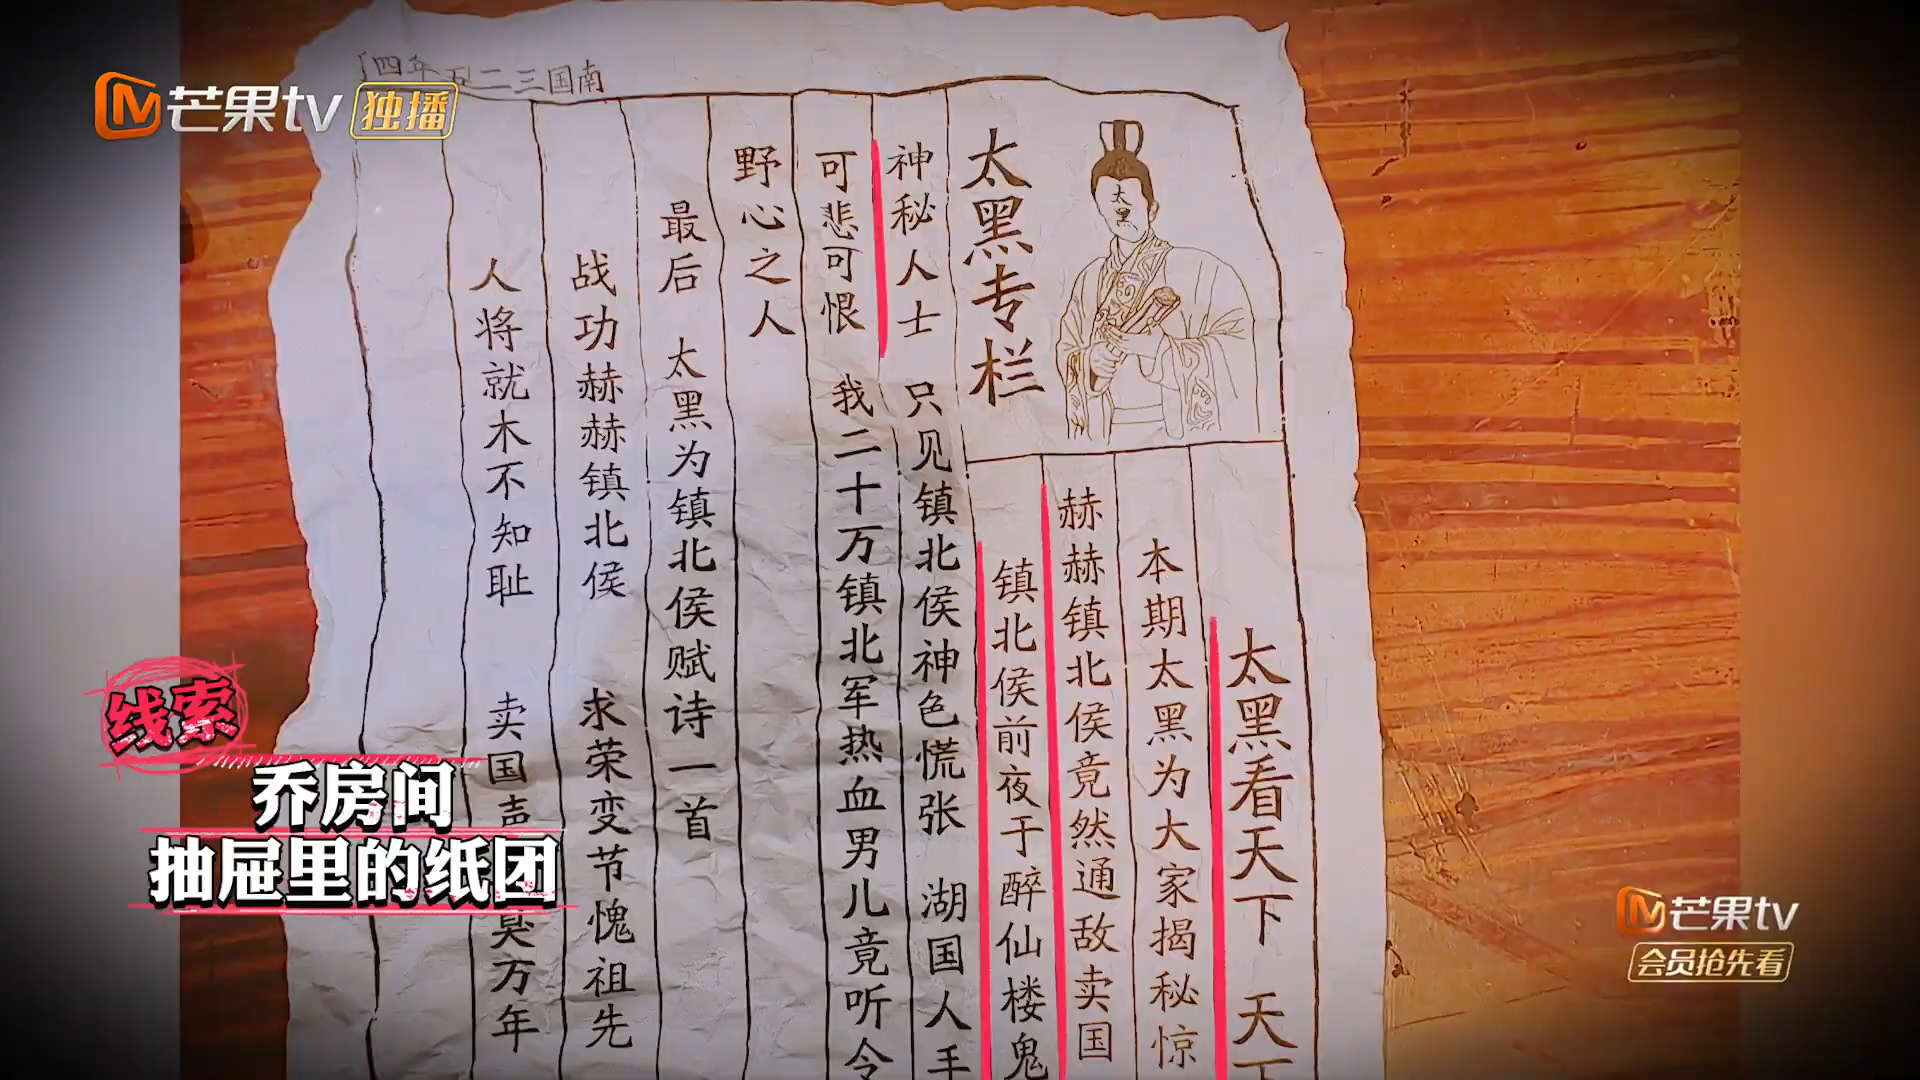 芒果tv 独播
南国三二五年四
太黑
太黑专栏
太黑看天下 天下
本期太黑为大家揭秘惊
赫赫镇北侯竟然通敌卖国
镇北侯前夜于醉仙楼鬼
神秘人士 只见镇北侯神色慌张 湖国人手
可悲可恨 我二十万镇北军热血男儿竟听令
野心之人
最后 太黑为镇北侯赋诗一首
战功赫赫镇北侯 求荣变节愧祖先
人将就木不知耻 卖国声臭万年
线索
乔房间
抽屉里的纸团
芒果tv
会员抢先看